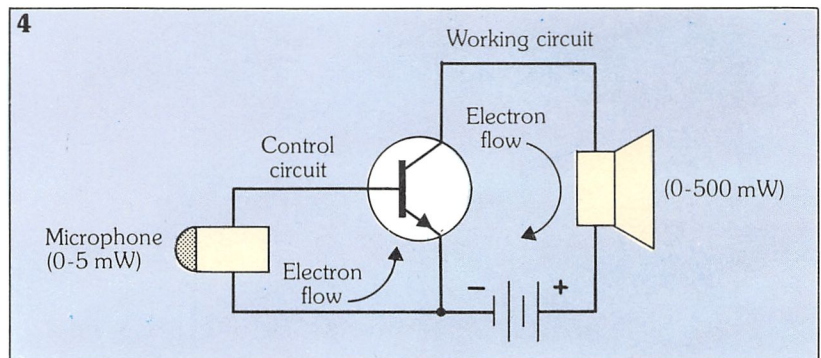 4
Working circuit
Electron
flow
Control
circuit
(0-500 mW)
Microphone
(0-5 mW)
Electron
flow
− +